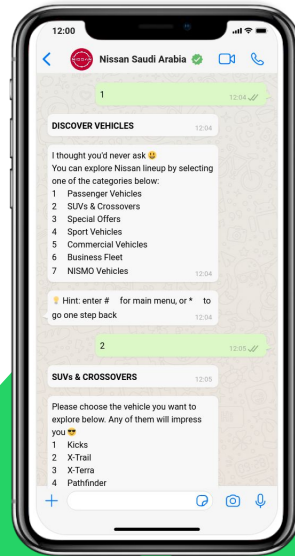 12:00
Nissan Saudi Arabia
1
12:04
DISCOVER VEHICLES
12:04
I thought you'd never ask 😃
You can explore Nissan lineup by selecting
one of the categories below:
1 Passenger Vehicles
2 SUVs & Crossovers
3 Special Offers
4 Sport Vehicles
5 Commercial Vehicles
6 Business Fleet
7 NISMO Vehicles
12:04
💡 Hint: enter # for main menu, or * to
go one step back
12:04
2
12:05
SUVs & CROSSOVERS
12:05
Please choose the vehicle you want to
explore below. Any of them will impress
you 😎
1 Kicks
2 X-Trail
3 X-Terra
4 Pathfinder